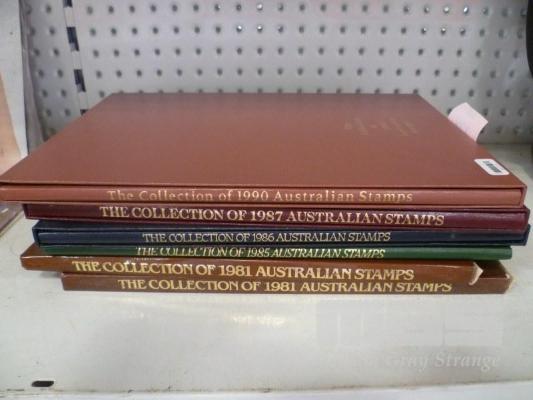 The Collection of 1990 Australian Stamps
THE COLLECTION OF 1987 AUSTRALIAN STAMPS
THE COLLECTION OF 1986 AUSTRALIAN STAMPS
THE COLLECTION OF 1985 AUSTRALIAN STAMPS
THE COLLECTION OF 1981 AUSTRALIAN STAMPS
THE COLLECTION OF 1981 AUSTRALIAN STAMPS
Gray Strange